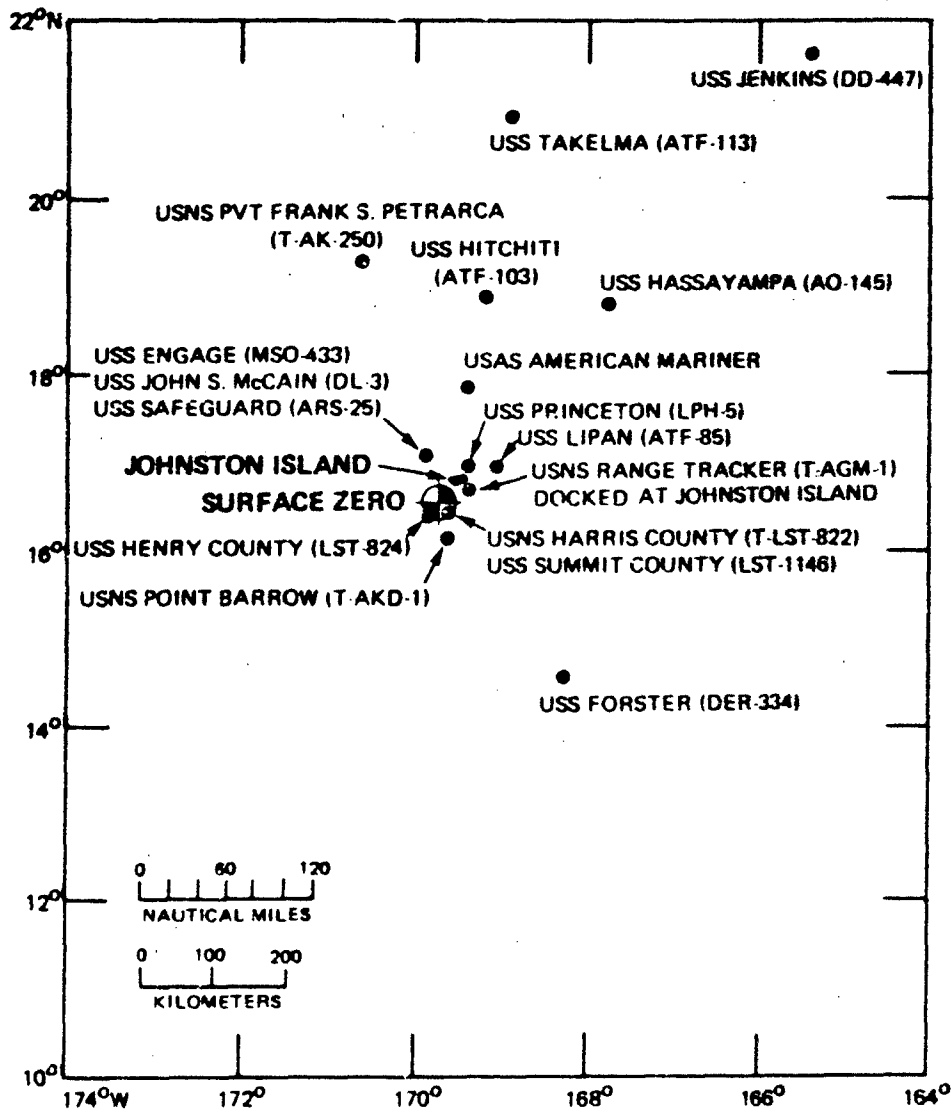 22°N
USS JENKINS (DD-447)
USS TAKELMA (ATF-113)
20°
USNS PVT FRANK S. PETRARCA
(T-AK-250)
USS HITCHITI
(ATF-103)
USS HASSAYAMPA (AO-145)
USS ENGAGE (MSO-433)
USS JOHN S. McCAIN (DL-3)
USS SAFEGUARD (ARS-25)
18°
USAS AMERICAN MARINER
USS PRINCETON (LPH-5)
USS LIPAN (ATF-85)
JOHNSTON ISLAND
USNS RANGE TRACKER (T-AGM-1)
DOCKED AT JOHNSTON ISLAND
SURFACE ZERO
16°
USS HENRY COUNTY (LST-824)
USNS HARRIS COUNTY (T-LST-822)
USS SUMMIT COUNTY (LST-1146)
USNS POINT BARROW (T-AKD-1)
USS FORSTER (DER-334)
14°
0 60 120
NAUTICAL MILES
12°
0 100 200
KILOMETERS
10°
174°W 172° 170° 168° 166° 164°